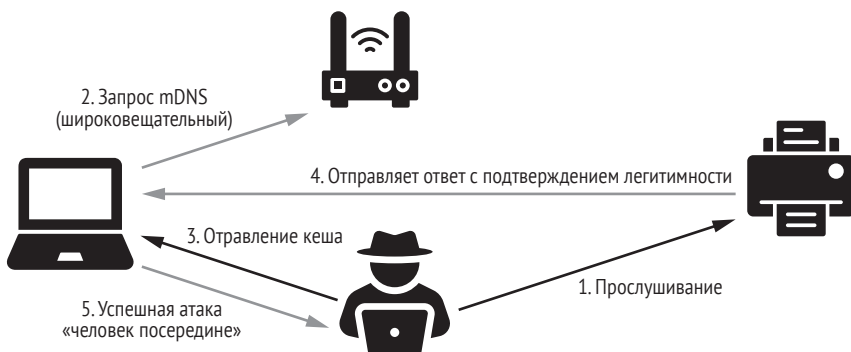 2. Запрос mDNS
(широковещательный)
4. Отправляет ответ с подтверждением легитимности
3. Отравление кеша
1. Прослушивание
5. Успешная атака
«человек посередине»